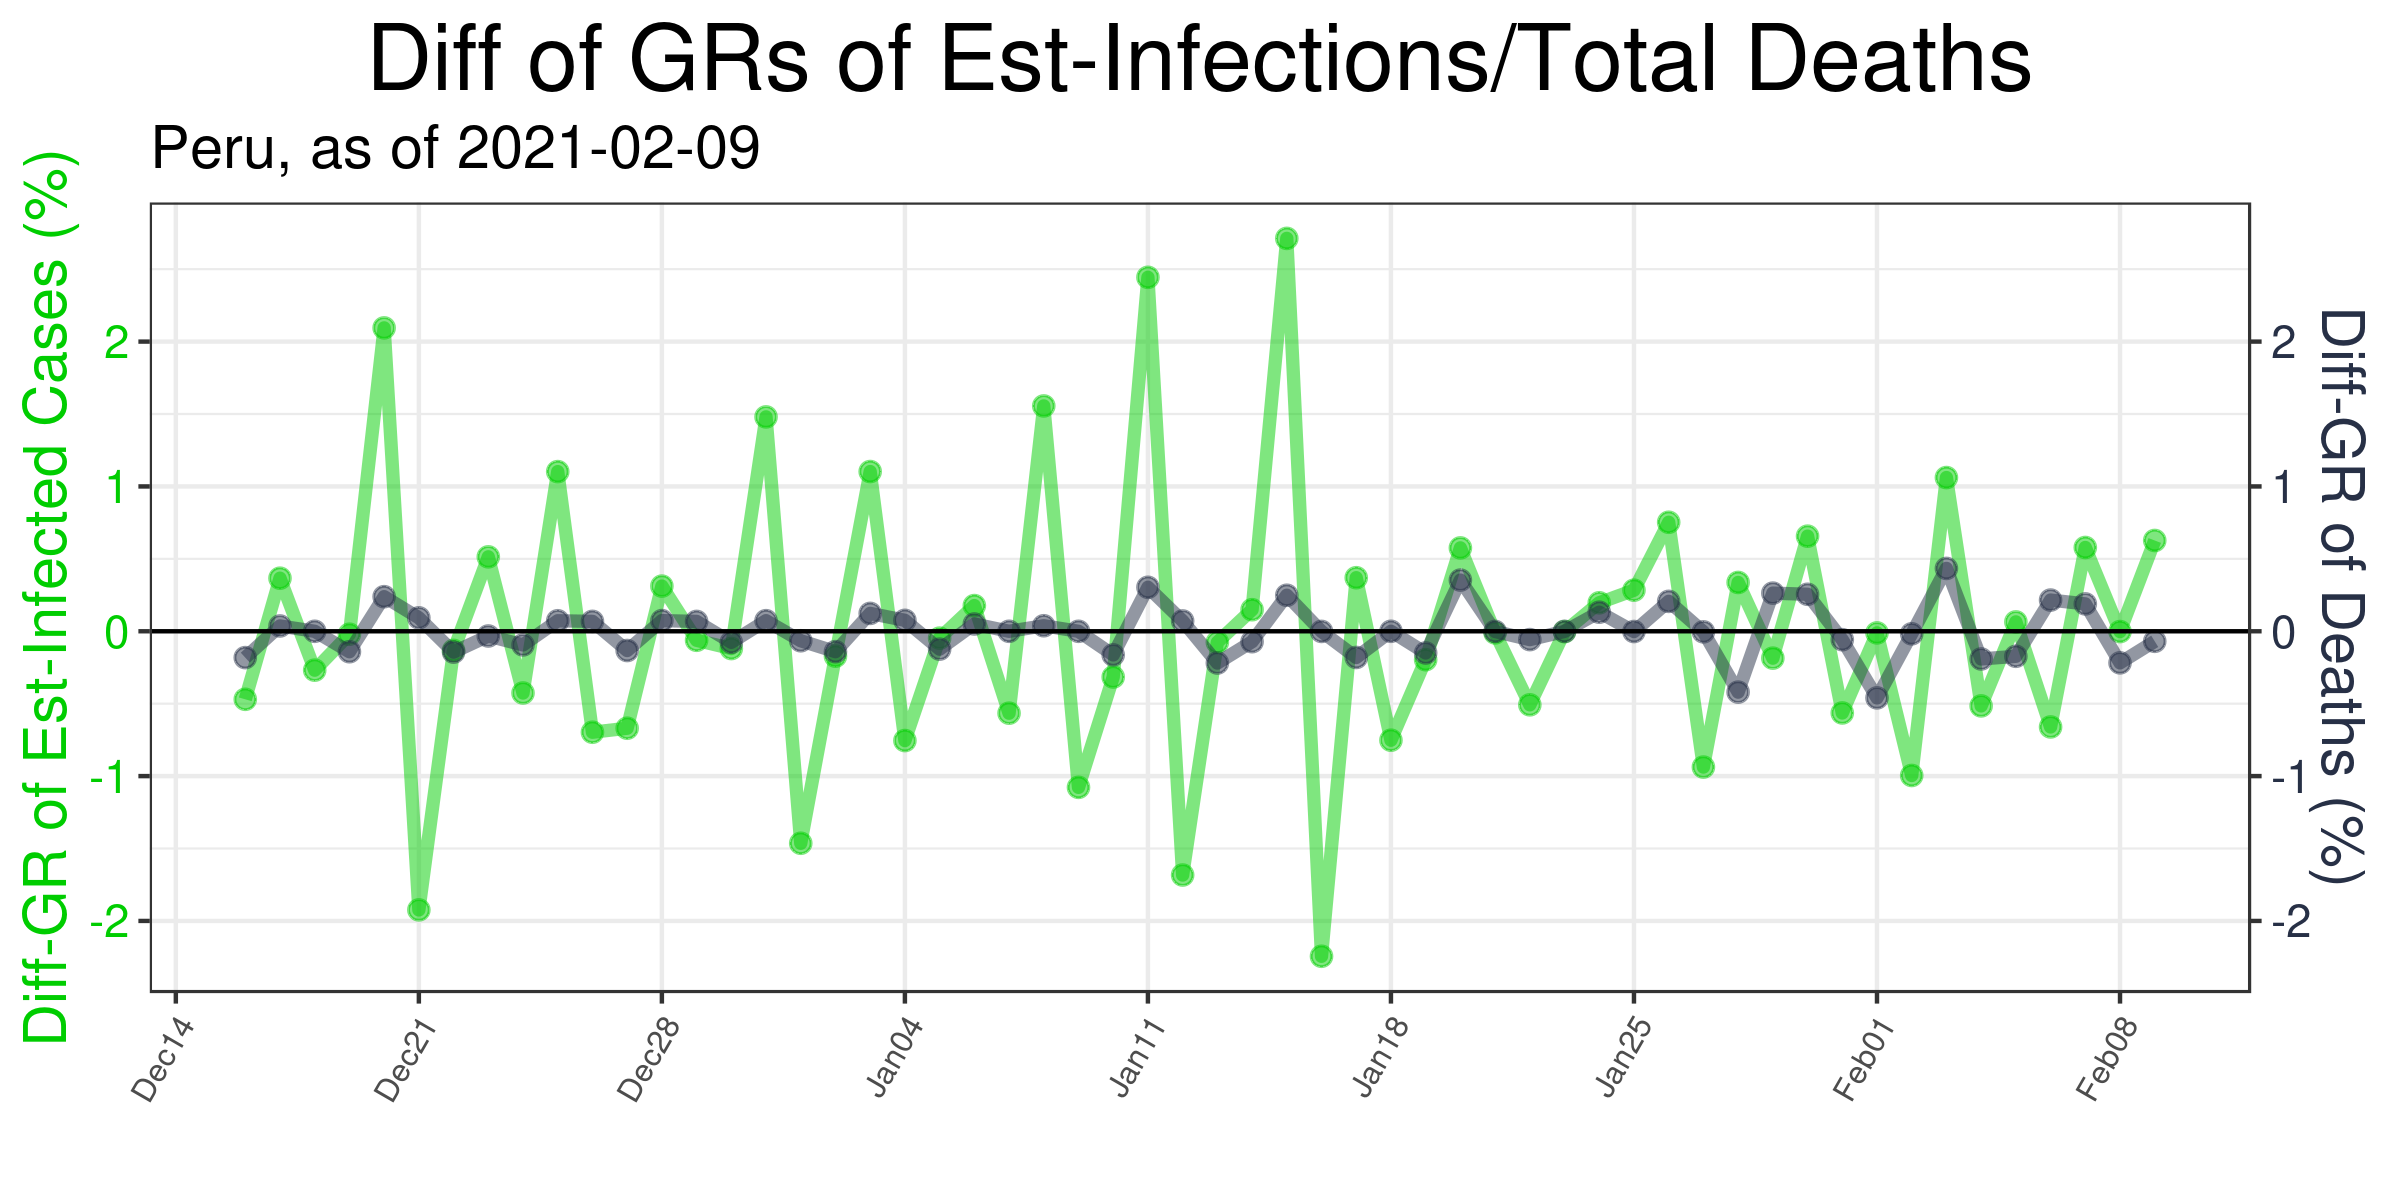 Diff of GRs of Est-Infections/Total Deaths
Peru, as of 2021-02-09
Diff-GR of Est-Infected Cases (%)
2
1
0
-1
-2
2
1
0
-1
-2
Diff-GR of Deaths (%)
Dec14
Dec21
Dec28
Jan04
Jan11
Jan18
Jan25
Feb01
Feb08